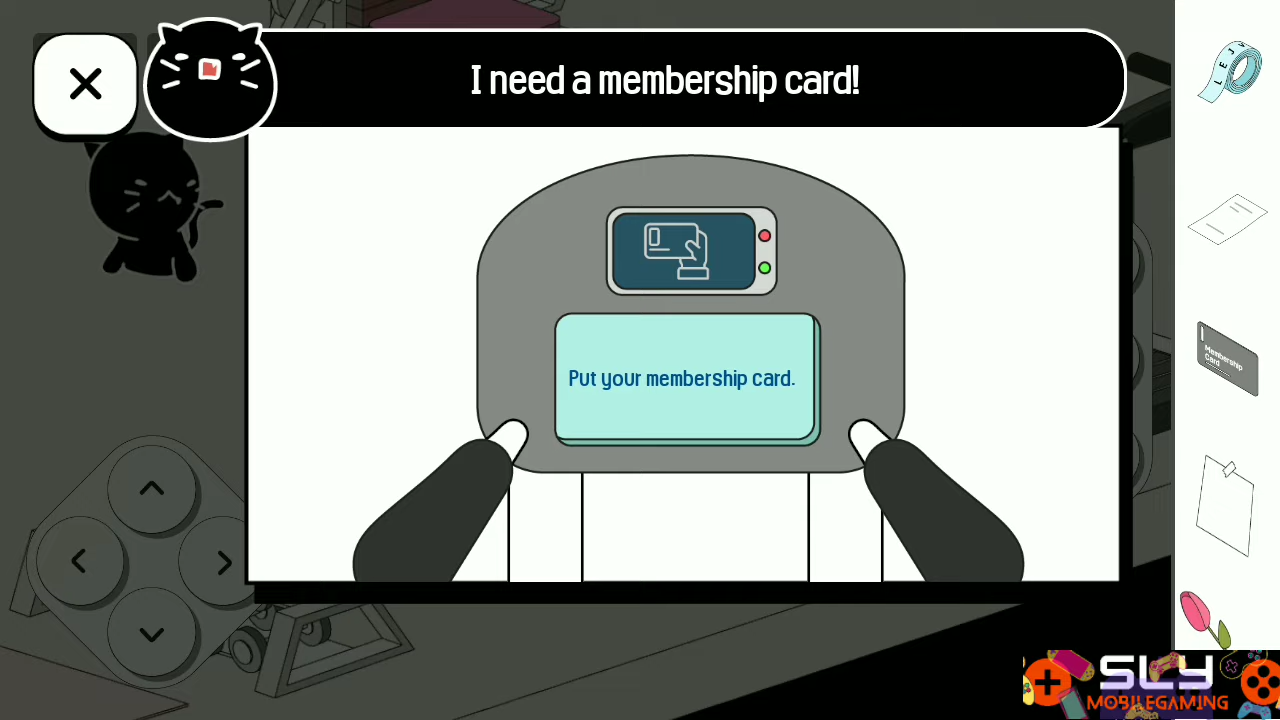 I need a membership card!
L E J
Put your membership card.
Membership
Card
SLY
MOBILEGAMING